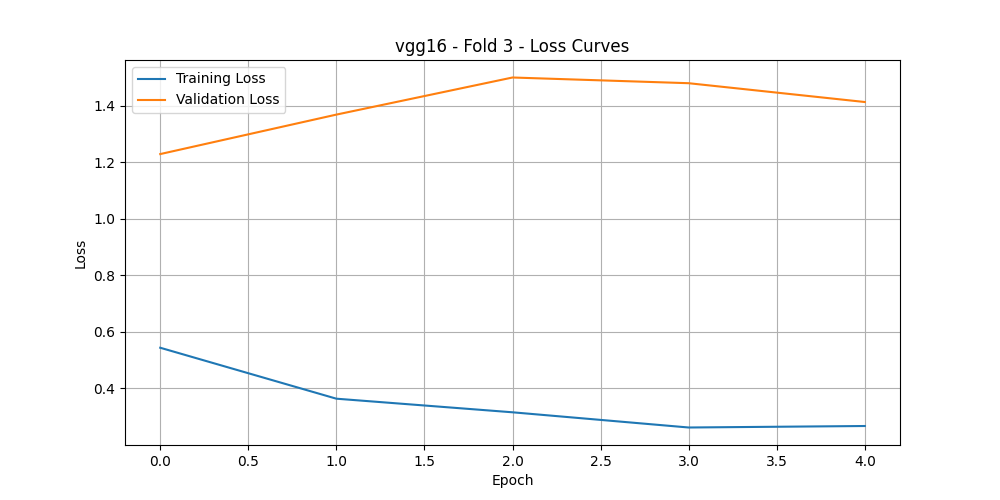 vgg16 - Fold 3 - Loss Curves
Training Loss
Validation Loss
1.4
1.2
1.0
0.8
0.6
0.4
Loss
0.0 0.5 1.0 1.5 2.0 2.5 3.0 3.5 4.0
Epoch